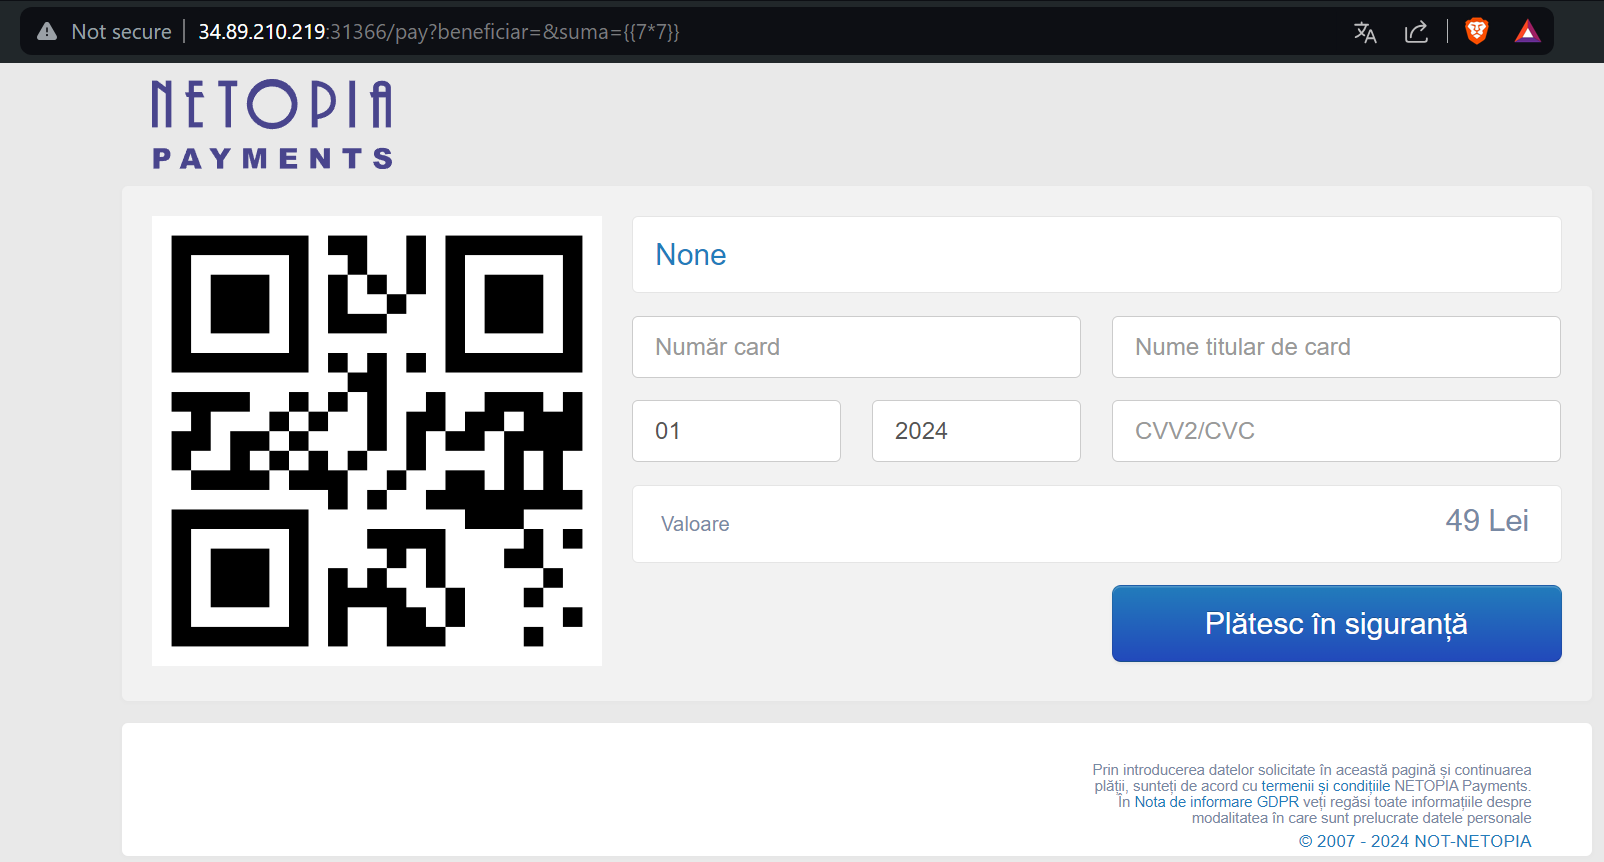 Not secure 34.89.210.219:31366/pay?beneficiar=&suma={{7*7}}
NETOPIA
PAYMENTS
None
Număr card
Nume titular de card
01
2024
CVV2/CVC
Valoare
49 Lei
Plătesc în siguranță
Prin introducerea datelor solicitate în această pagină și continuarea
plății, sunteți de acord cu termenii și condițiile NETOPIA Payments.
În Nota de informare GDPR veți regăsi toate informațiile despre
modalitatea în care sunt prelucrate datele personale
© 2007 - 2024 NOT-NETOPIA